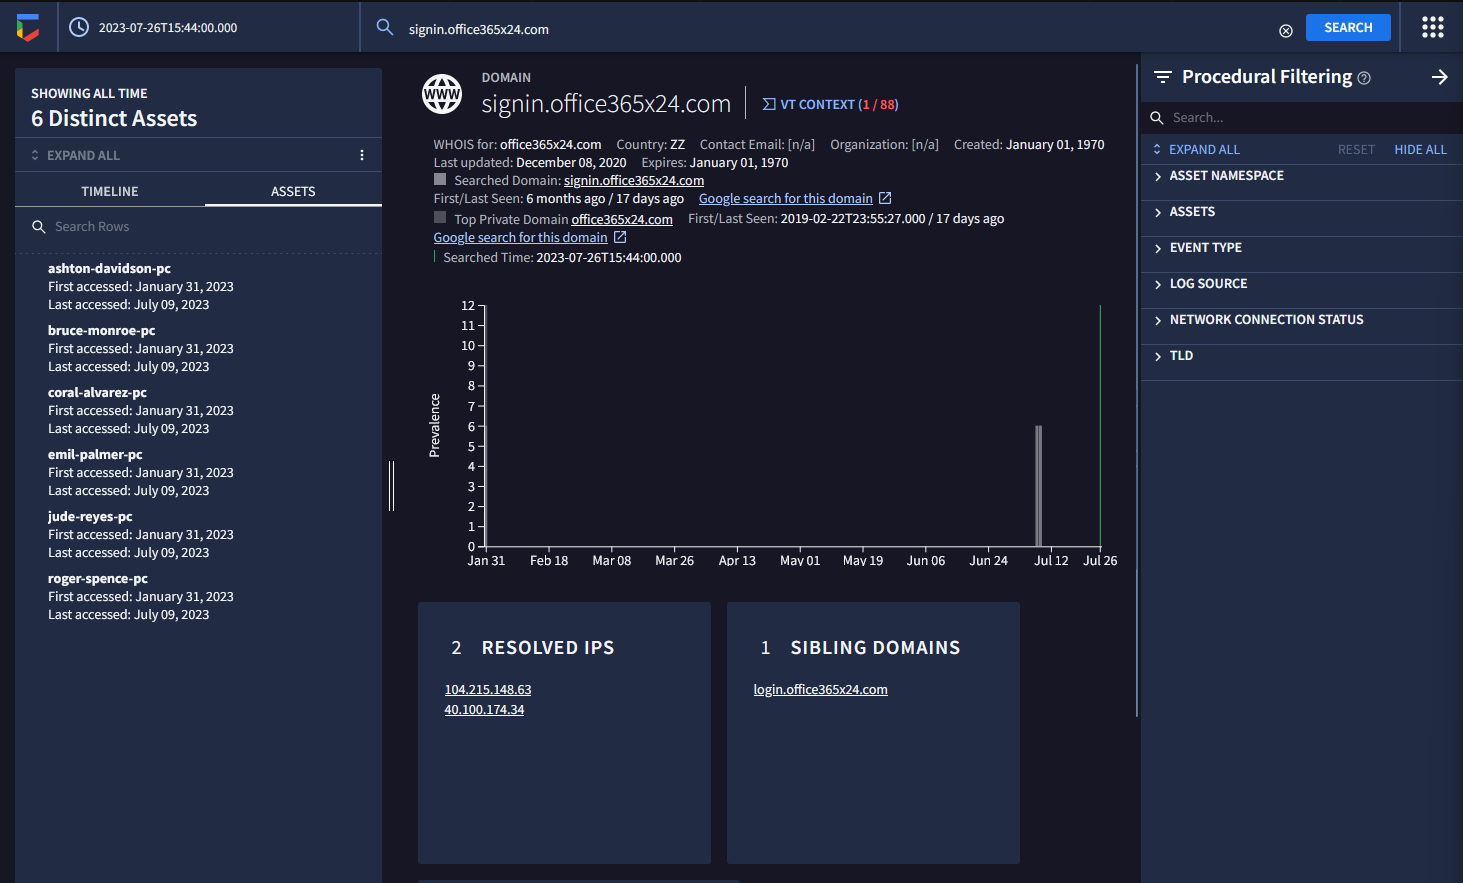 2023-07-26T15:44:00.000
signin.office365x24.com
SEARCH
SHOWING ALL TIME
6 Distinct Assets
EXPAND ALL
TIMELINE ASSETS
Search Rows
ashton-davidson-pc
First accessed: January 31, 2023
Last accessed: July 09, 2023
bruce-monroe-pc
First accessed: January 31, 2023
Last accessed: July 09, 2023
coral-alvarez-pc
First accessed: January 31, 2023
Last accessed: July 09, 2023
emil-palmer-pc
First accessed: January 31, 2023
Last accessed: July 09, 2023
jude-reyes-pc
First accessed: January 31, 2023
Last accessed: July 09, 2023
roger-spence-pc
First accessed: January 31, 2023
Last accessed: July 09, 2023
WWW
DOMAIN
signin.office365x24.com
VT CONTEXT (1 / 88)
WHOIS for: office365x24.com Country: ZZ Contact Email: [n/a] Organization: [n/a] Created: January 01, 1970
Last updated: December 08, 2020 Expires: January 01, 1970
Searched Domain: signin.office365x24.com
First/Last Seen: 6 months ago / 17 days ago Google search for this domain
Top Private Domain office365x24.com First/Last Seen: 2019-02-22T23:55:27.000 / 17 days ago
Google search for this domain
Searched Time: 2023-07-26T15:44:00.000
Prevalence
12
11
10
9
8
7
6
5
4
3
2
1
0
Jan 31 Feb 18 Mar 08 Mar 26 Apr 13 May 01 May 19 Jun 06 Jun 24 Jul 12 Jul 26
2 RESOLVED IPS
104.215.148.63
40.100.174.34
1 SIBLING DOMAINS
login.office365x24.com
Procedural Filtering
Search...
EXPAND ALL RESET HIDE ALL
ASSET NAMESPACE
ASSETS
EVENT TYPE
LOG SOURCE
NETWORK CONNECTION STATUS
TLD